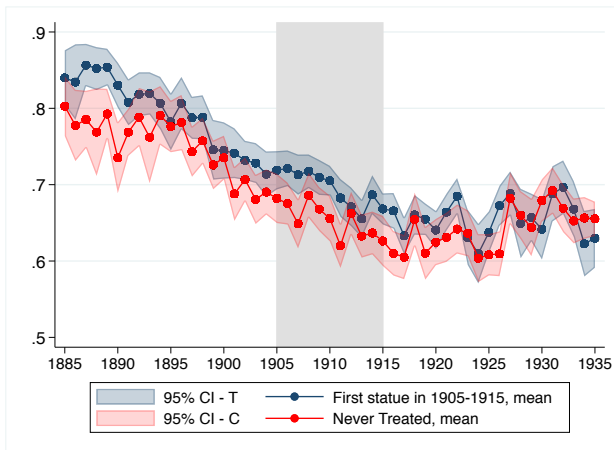 .9
.8
.7
.6
.5
1885 1890 1895 1900 1905 1910 1915 1920 1925 1930 1935
95% CI - T First statue in 1905-1915, mean
95% CI - C Never Treated, mean